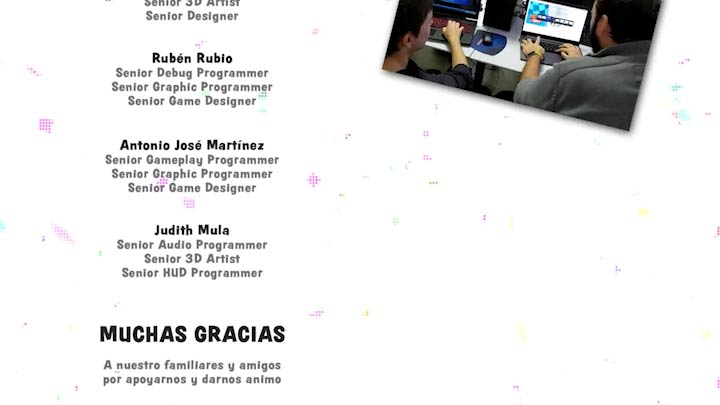 Senior 3D Artist
Senior Designer
Rubén Rubio
Senior Debug Programmer
Senior Graphic Programmer
Senior Game Designer
Antonio José Martínez
Senior Gameplay Programmer
Senior Graphic Programmer
Senior Game Designer
Judith Mula
Senior Audio Programmer
Senior 3D Artist
Senior HUD Programmer
MUCHAS GRACIAS
A nuestro familiares y amigos
por apoyarnos y darnos animo